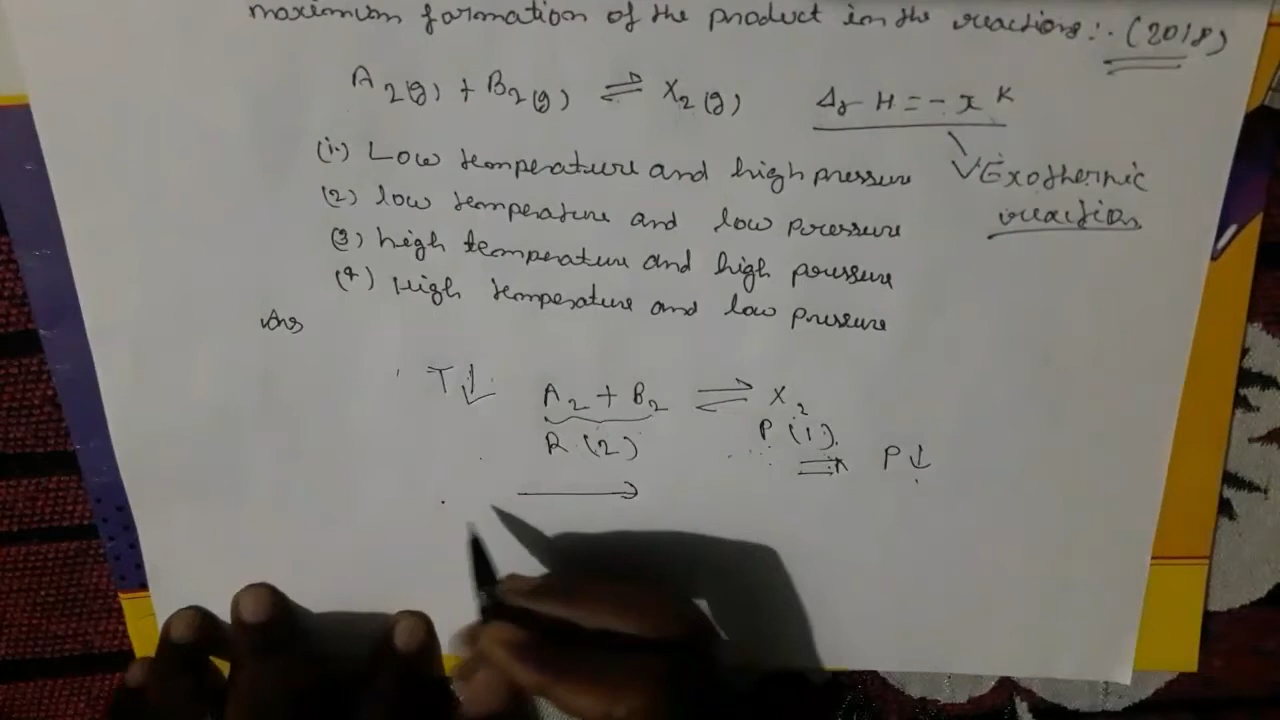 maximum formation of the product in the reactions:- (2018)
A2(g) + B2(g) ⇌ X2(g) ΔrH = - x K
Exothermic
reaction
(1.) Low temperature and high pressure
(2) low temperature and low pressure
(3) high temperature and high pressure
(4) High temperature and low pressure
Ans
T↓ A2 + B2 ⇌ X2
R (2) P (1) P↓